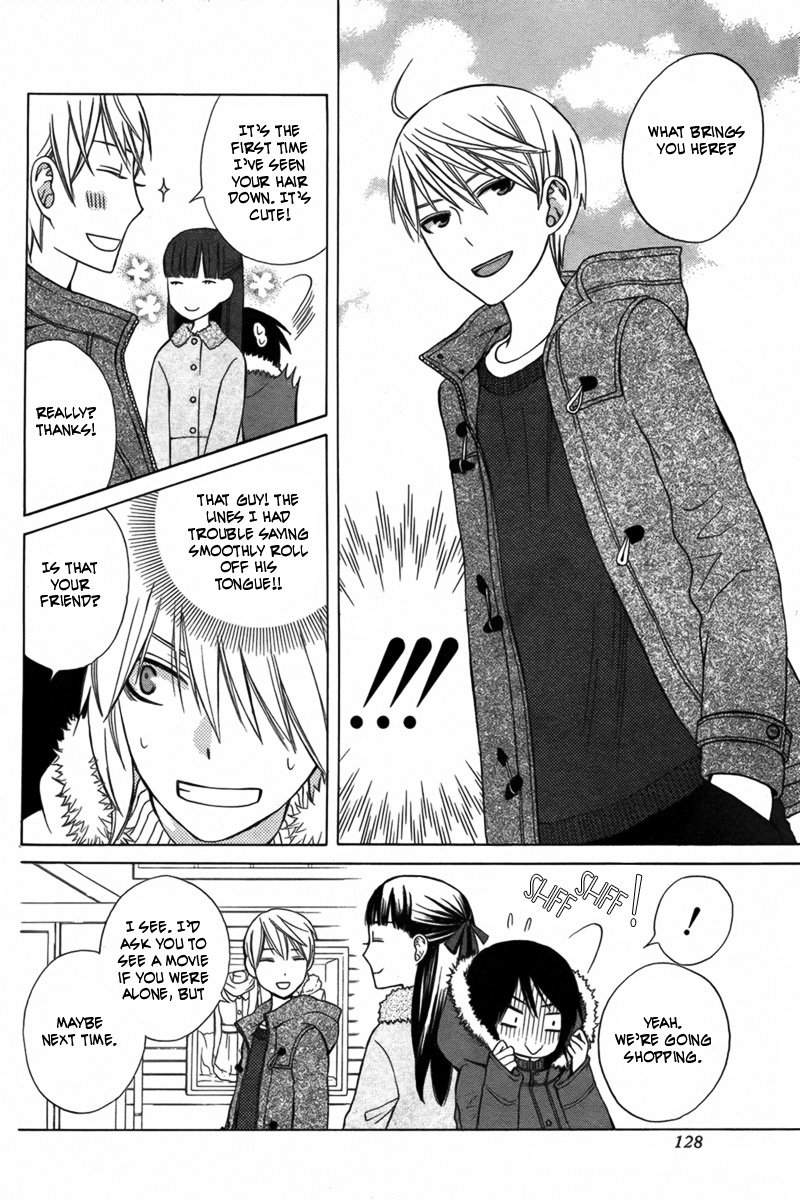 WHAT BRINGS
YOU HERE?
!!!
IT'S THE
FIRST TIME
I'VE SEEN
YOUR HAIR
DOWN. IT'S
CUTE!
REALLY?
THANKS!
THAT GUY! THE
LINES I HAD
TROUBLE SAYING
SMOOTHLY ROLL
OFF HIS
TONGUE!!
IS THAT
YOUR
FRIEND?
!
SHFF SHFF!
YEAH.
WE'RE GOING
SHOPPING.
I SEE. I'D
ASK YOU TO
SEE A MOVIE
IF YOU WERE
ALONE, BUT
MAYBE
NEXT TIME.
128